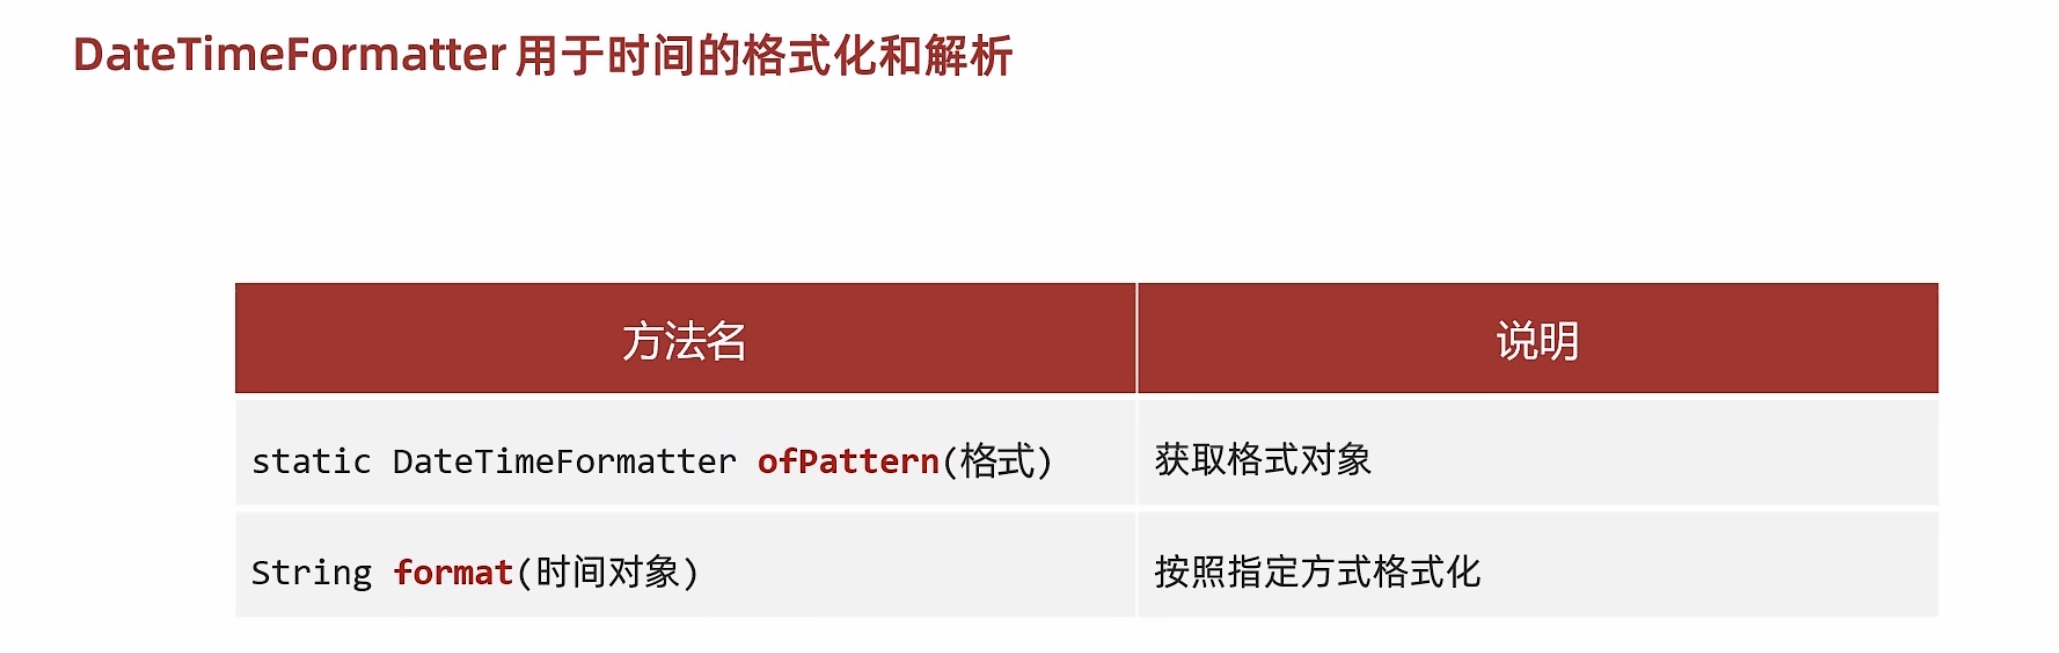 DateTimeFormatter 用于时间的格式化和解析
方法名 说明
static DateTimeFormatter ofPattern(格式) 获取格式对象
String format(时间对象) 按照指定方式格式化